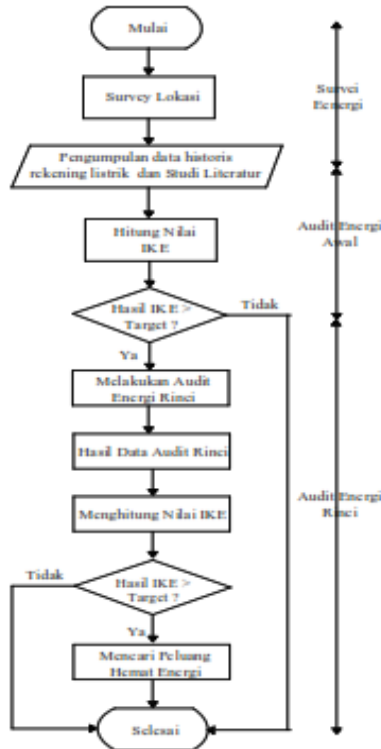 Mulai
Survey Lokasi
Pengumpulan data historis
rekening listrik dan Studi Literatur
Hitung Nilai
IKE
Hasil IKE >
Target ?
Tidak
Ya
Melakukan Audit
Energi Rinci
Hasil Data Audit Rinci
Menghitung Nilai IKE
Hasil IKE >
Target ?
Tidak
Ya
Mencari Peluang
Hemat Energi
Selesai
Survei
Eenergi
Audit Energi
Awal
Audit Energi
Rinci